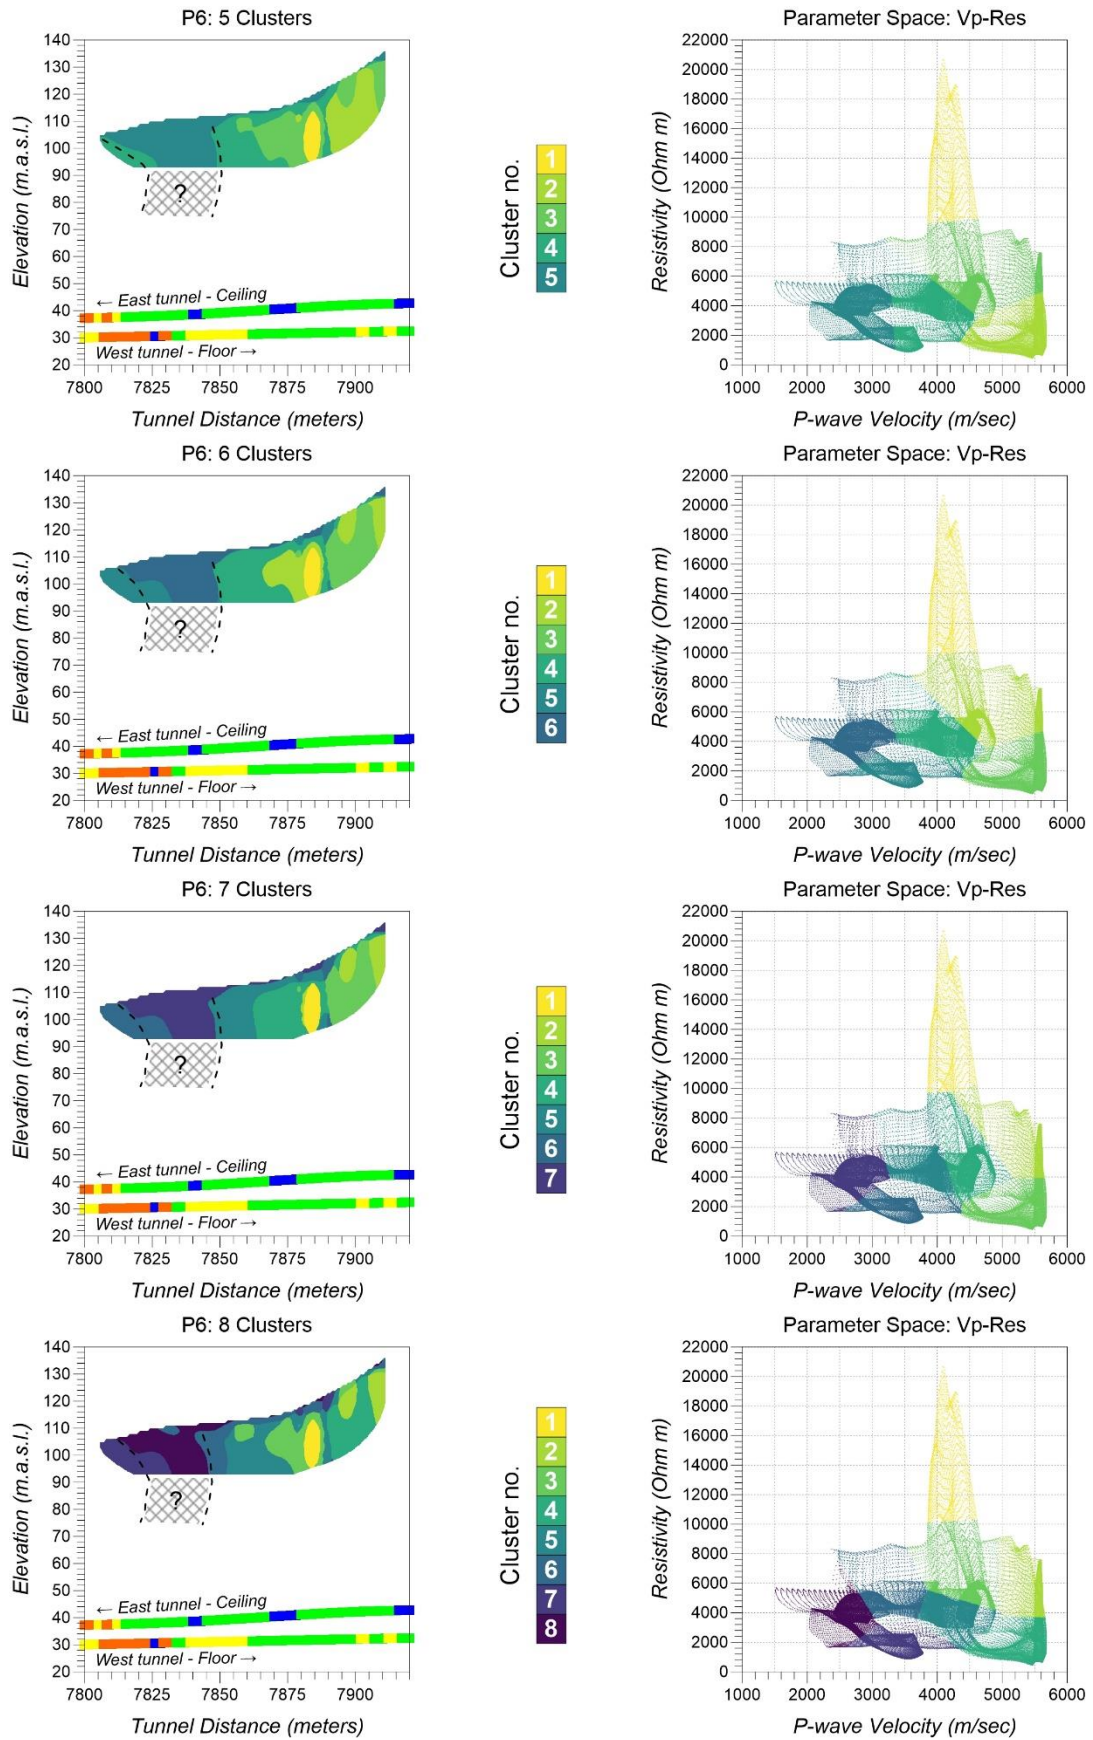 P6: 5 Clusters
Parameter Space: Vp-Res
140
130
120
110
100
90
80
70
60
50
40
30
20
Elevation (m.a.s.l.)
?
← East tunnel - Ceiling
West tunnel - Floor →
7800 7825 7850 7875 7900
Tunnel Distance (meters)
Cluster no.
1
2
3
4
5
22000
20000
18000
16000
14000
12000
10000
8000
6000
4000
2000
0
Resistivity (Ohm m)
1000 2000 3000 4000 5000 6000
P-wave Velocity (m/sec)
P6: 6 Clusters
Parameter Space: Vp-Res
140
130
120
110
100
90
80
70
60
50
40
30
20
Elevation (m.a.s.l.)
?
← East tunnel - Ceiling
West tunnel - Floor →
7800 7825 7850 7875 7900
Tunnel Distance (meters)
Cluster no.
1
2
3
4
5
6
22000
20000
18000
16000
14000
12000
10000
8000
6000
4000
2000
0
Resistivity (Ohm m)
1000 2000 3000 4000 5000 6000
P-wave Velocity (m/sec)
P6: 7 Clusters
Parameter Space: Vp-Res
140
130
120
110
100
90
80
70
60
50
40
30
20
Elevation (m.a.s.l.)
?
← East tunnel - Ceiling
West tunnel - Floor →
7800 7825 7850 7875 7900
Tunnel Distance (meters)
Cluster no.
1
2
3
4
5
6
7
22000
20000
18000
16000
14000
12000
10000
8000
6000
4000
2000
0
Resistivity (Ohm m)
1000 2000 3000 4000 5000 6000
P-wave Velocity (m/sec)
P6: 8 Clusters
Parameter Space: Vp-Res
140
130
120
110
100
90
80
70
60
50
40
30
20
Elevation (m.a.s.l.)
?
← East tunnel - Ceiling
West tunnel - Floor →
7800 7825 7850 7875 7900
Tunnel Distance (meters)
Cluster no.
1
2
3
4
5
6
7
8
22000
20000
18000
16000
14000
12000
10000
8000
6000
4000
2000
0
Resistivity (Ohm m)
1000 2000 3000 4000 5000 6000
P-wave Velocity (m/sec)